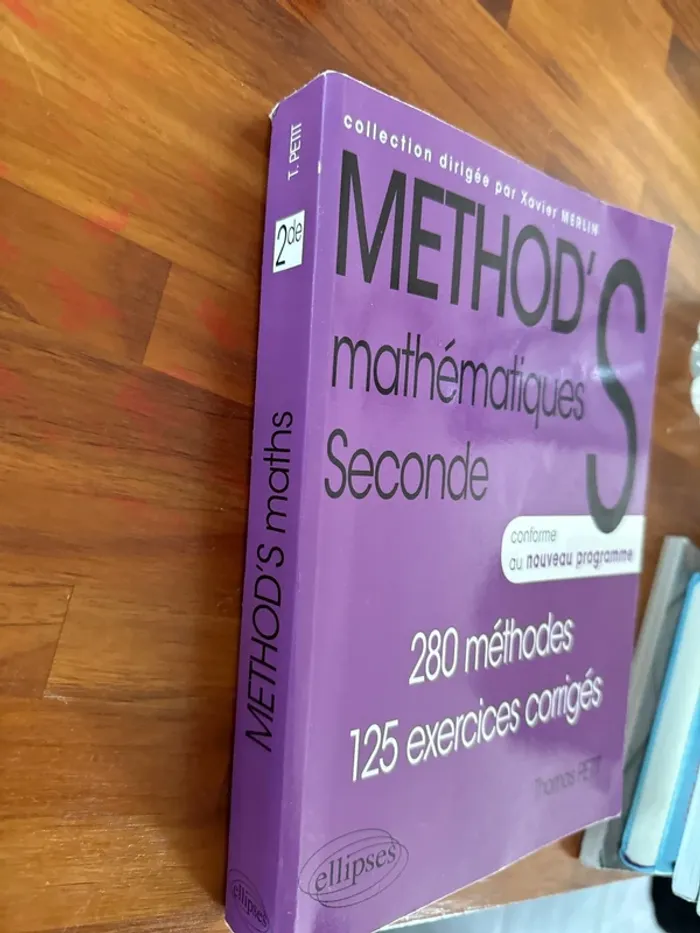 collection dirigée par Xavier MERLIN
METHOD'S
mathématiques
Seconde
conforme
au nouveau programme
280 méthodes
125 exercices corrigés
Thomas PETIT
ellipses
T. PETIT
2de
METHOD'S maths
ellipses